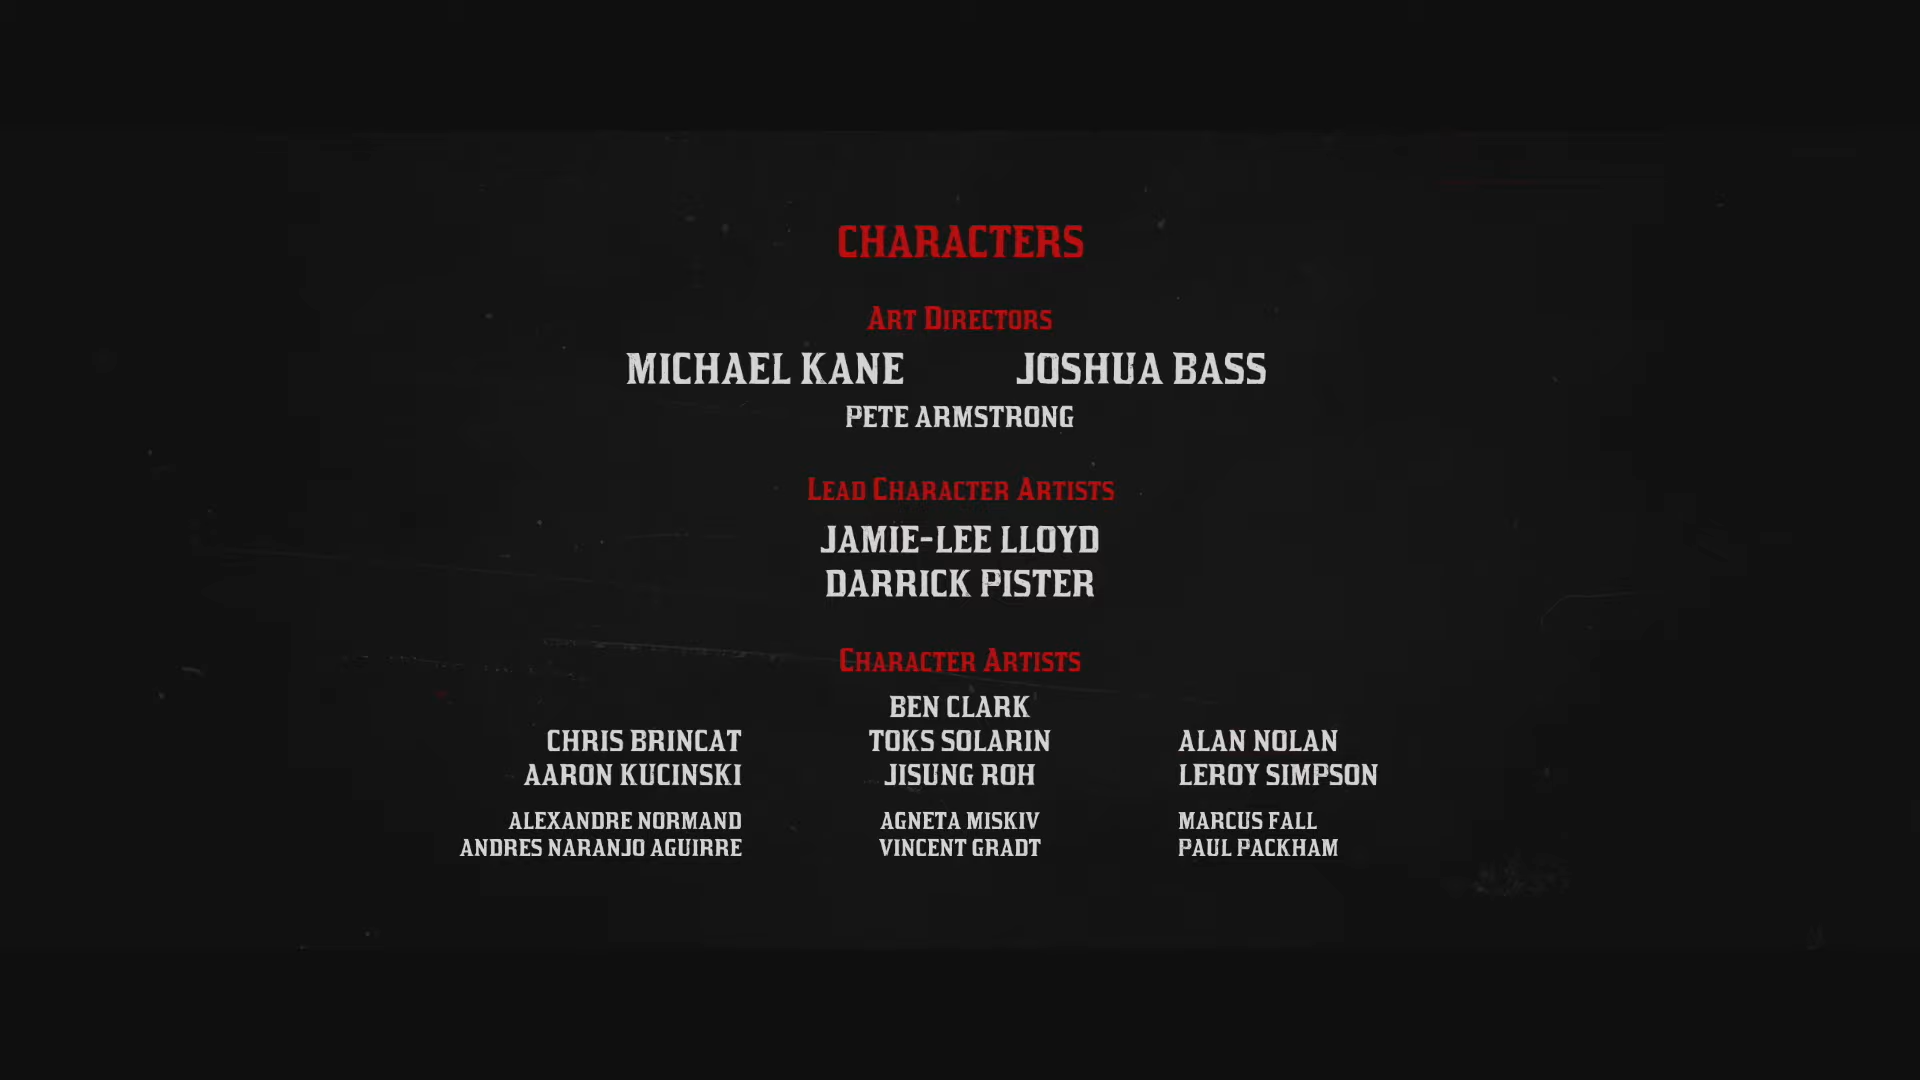 CHARACTERS
ART DIRECTORS
MICHAEL KANE JOSHUA BASS
PETE ARMSTRONG
LEAD CHARACTER ARTISTS
JAMIE-LEE LLOYD
DARRICK PISTER
CHARACTER ARTISTS
BEN CLARK
CHRIS BRINCAT TOKS SOLARIN ALAN NOLAN
AARON KUCINSKI JISUNG ROH LEROY SIMPSON
ALEXANDRE NORMAND AGNETA MISKIV MARCUS FALL
ANDRES NARANJO AGUIRRE VINCENT GRADT PAUL PACKHAM